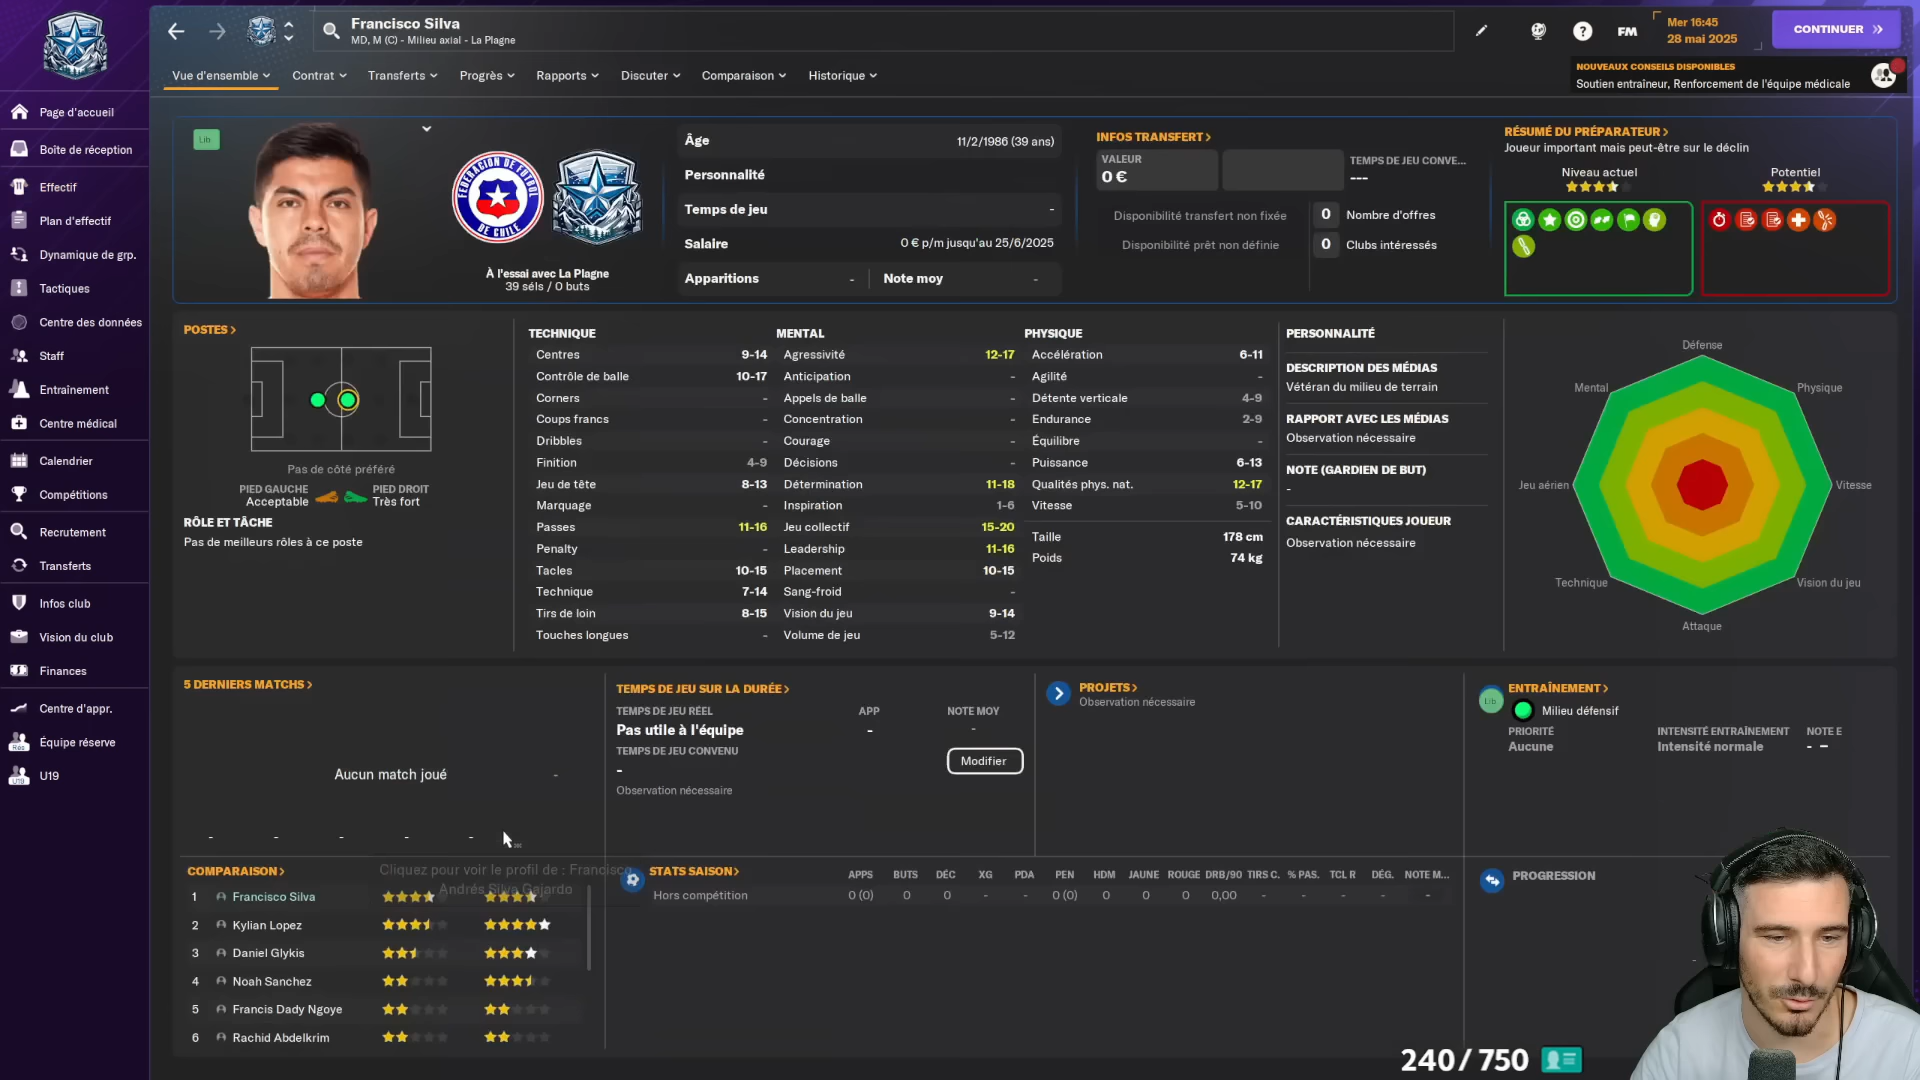 Francisco Silva
MD, M (C) - Milieu axial - La Plagne
FM
Mer 16:45
28 mai 2025
CONTINUER
Vue d'ensemble
Contrat
Transferts
Progrès
Rapports
Discuter
Comparaison
Historique
NOUVEAUX CONSEILS DISPONIBLES
Soutien entraîneur, Renforcement de l'équipe médicale
Page d'accueil
Boîte de réception
Effectif
Plan d'effectif
Dynamique de grp.
Tactiques
Centre des données
Staff
Entraînement
Centre médical
Calendrier
Compétitions
Recrutement
Transferts
Infos club
Vision du club
Finances
Centre d'appr.
Équipe réserve
U19
Lib
FEDERACION DE FUTBOL
DE CHILE
À l'essai avec La Plagne
39 séls / 0 buts
Âge 11/2/1986 (39 ans)
Personnalité
Temps de jeu -
Salaire 0 € p/m jusqu'au 25/6/2025
Apparitions - Note moy -
INFOS TRANSFERT
VALEUR
0 €
TEMPS DE JEU CONVE...
---
Disponibilité transfert non fixée
Disponibilité prêt non définie
0 Nombre d'offres
0 Clubs intéressés
RÉSUMÉ DU PRÉPARATEUR
Joueur important mais peut-être sur le déclin
Niveau actuel
Potentiel
POSTES
Pas de côté préféré
PIED GAUCHE
Acceptable
PIED DROIT
Très fort
RÔLE ET TÂCHE
Pas de meilleurs rôles à ce poste
TECHNIQUE
Centres 9-14
Contrôle de balle 10-17
Corners -
Coups francs -
Dribbles -
Finition 4-9
Jeu de tête 8-13
Marquage -
Passes 11-16
Penalty -
Tacles 10-15
Technique 7-14
Tirs de loin 8-15
Touches longues -
MENTAL
Agressivité 12-17
Anticipation -
Appels de balle -
Concentration -
Courage -
Décisions -
Détermination 11-18
Inspiration 1-6
Jeu collectif 15-20
Leadership 11-16
Placement 10-15
Sang-froid -
Vision du jeu 9-14
Volume de jeu 5-12
PHYSIQUE
Accélération 6-11
Agilité -
Détente verticale 4-9
Endurance 2-9
Équilibre -
Puissance 6-13
Qualités phys. nat. 12-17
Vitesse 5-10
Taille 178 cm
Poids 74 kg
PERSONNALITÉ
DESCRIPTION DES MÉDIAS
Vétéran du milieu de terrain
RAPPORT AVEC LES MÉDIAS
Observation nécessaire
NOTE (GARDIEN DE BUT)
-
CARACTÉRISTIQUES JOUEUR
Observation nécessaire
Défense
Mental
Physique
Jeu aérien
Vitesse
Technique
Vision du jeu
Attaque
5 DERNIERS MATCHS
Aucun match joué -
- - - - -
TEMPS DE JEU SUR LA DURÉE
TEMPS DE JEU RÉEL APP NOTE MOY
Pas utile à l'équipe - -
TEMPS DE JEU CONVENU
-
Modifier
Observation nécessaire
PROJETS
Observation nécessaire
Lib
ENTRAÎNEMENT
Milieu défensif
PRIORITÉ INTENSITÉ ENTRAÎNEMENT NOTE E
Aucune Intensité normale - -
COMPARAISON
Cliquez pour voir le profil de : Francisco
Andrés Silva Gajardo
1 Francisco Silva
2 Kylian Lopez
3 Daniel Glykis
4 Noah Sanchez
5 Francis Dady Ngoye
6 Rachid Abdelkrim
STATS SAISON
APPS BUTS DÉC XG PDA PEN HDM JAUNE ROUGE DRB/90 TIRS C. % PAS. TCL R DÉG. NOTE M...
Hors compétition 0 (0) 0 0 - - 0 (0) 0 0 0 0,00 - - - - -
PROGRESSION
240/750